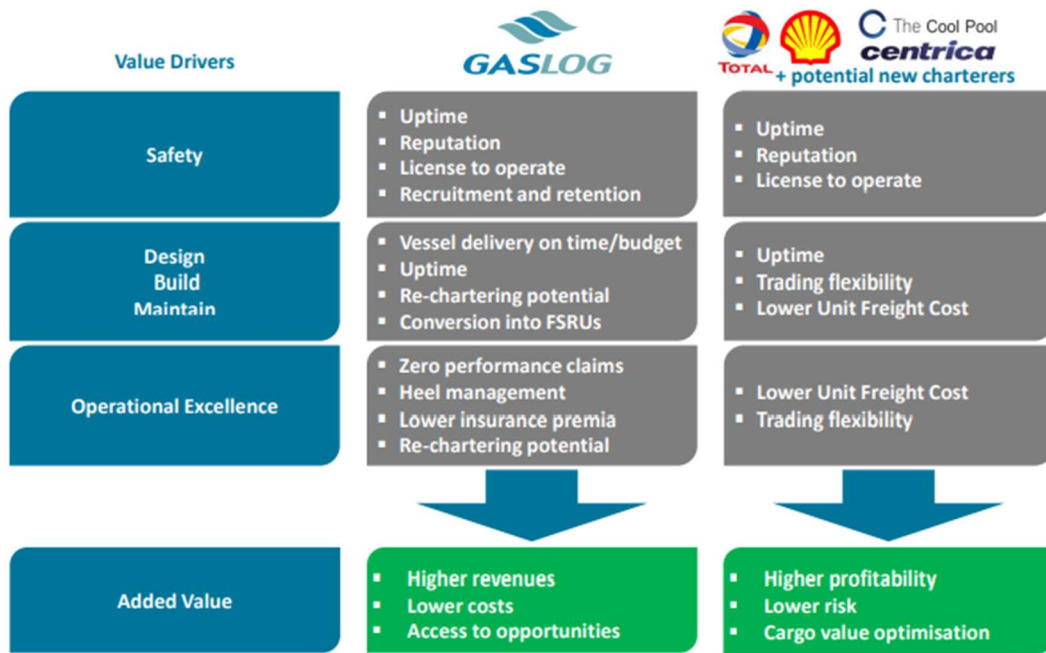 Value Drivers
GASLOG
TOTAL
The Cool Pool
centrica
+ potential new charterers
Safety
▪ Uptime
▪ Reputation
▪ License to operate
▪ Recruitment and retention
▪ Uptime
▪ Reputation
▪ License to operate
Design
Build
Maintain
▪ Vessel delivery on time/budget
▪ Uptime
▪ Re-chartering potential
▪ Conversion into FSRUs
▪ Uptime
▪ Trading flexibility
▪ Lower Unit Freight Cost
Operational Excellence
▪ Zero performance claims
▪ Heel management
▪ Lower insurance premia
▪ Re-chartering potential
▪ Lower Unit Freight Cost
▪ Trading flexibility
Added Value
▪ Higher revenues
▪ Lower costs
▪ Access to opportunities
▪ Higher profitability
▪ Lower risk
▪ Cargo value optimisation